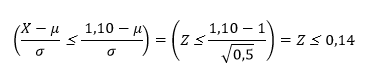 (X − μ / σ ≤ 1,10 − μ / σ) = (Z ≤ 1,10 − 1 / √0,5) = Z ≤ 0,14